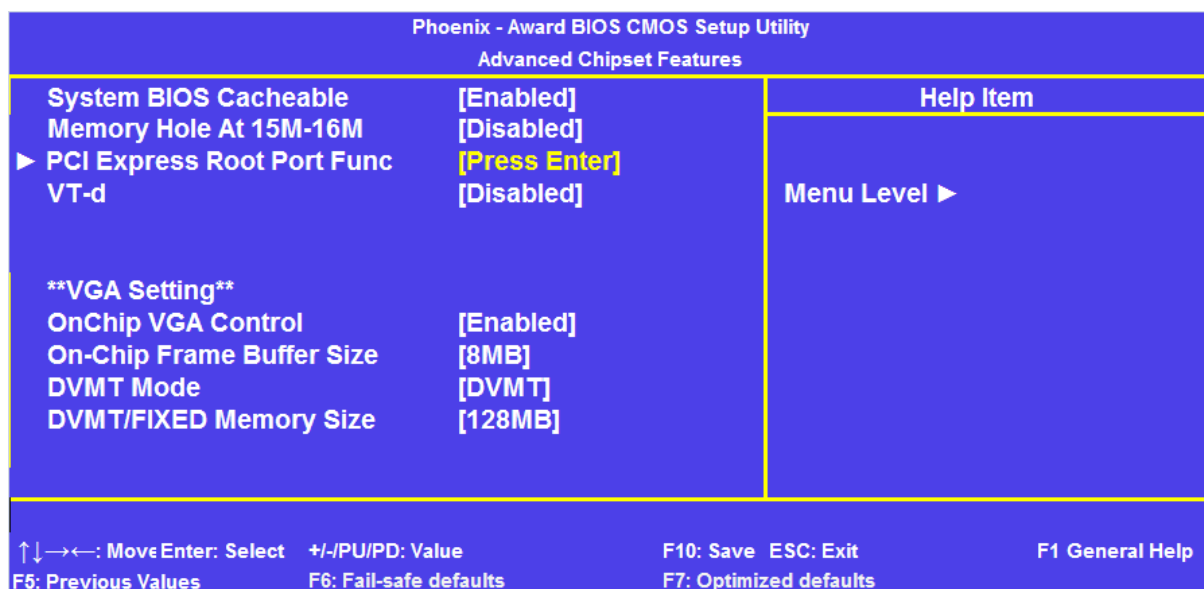 Phoenix - Award BIOS CMOS Setup Utility
Advanced Chipset Features
System BIOS Cacheable [Enabled]
Memory Hole At 15M-16M [Disabled]
► PCI Express Root Port Func [Press Enter]
VT-d [Disabled]
**VGA Setting**
OnChip VGA Control [Enabled]
On-Chip Frame Buffer Size [8MB]
DVMT Mode [DVMT]
DVMT/FIXED Memory Size [128MB]
Help Item
Menu Level ►
↑↓→←: Move Enter: Select +/-/PU/PD: Value F10: Save ESC: Exit F1 General Help
F5: Previous Values F6: Fail-safe defaults F7: Optimized defaults